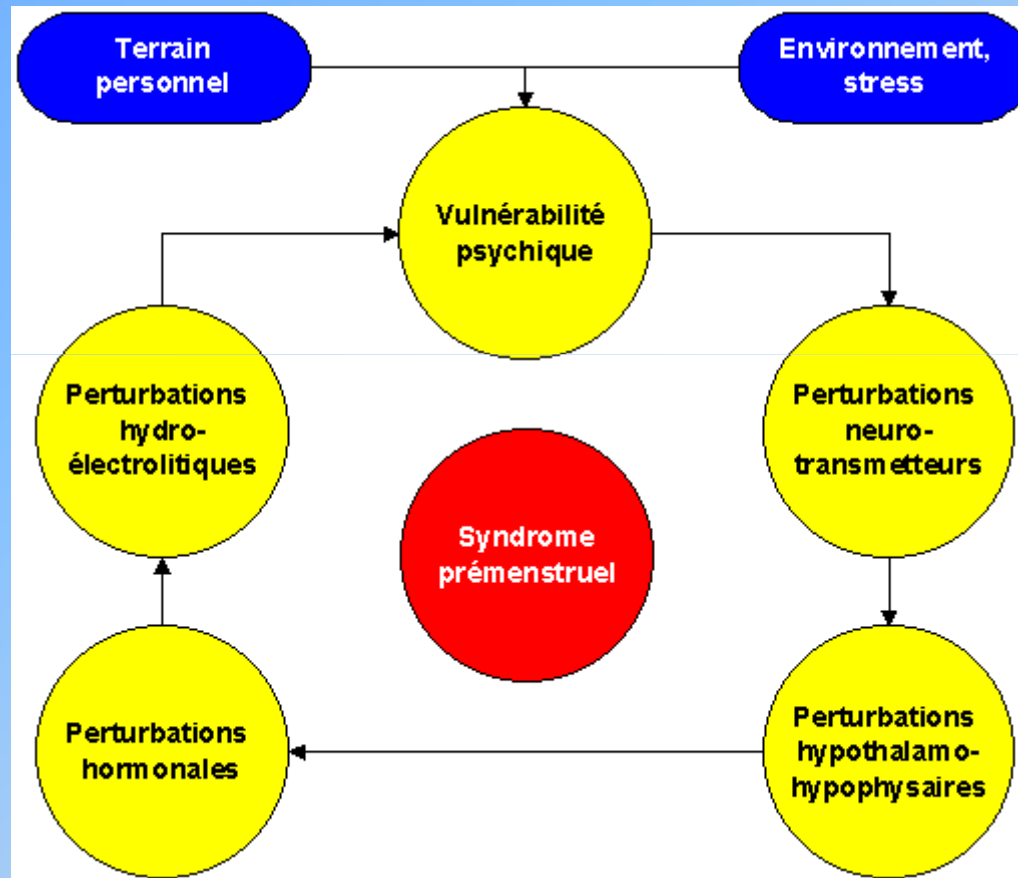 Terrain
personnel
Environnement,
stress
Vulnérabilité
psychique
Perturbations
hydro-
électrolitiques
Perturbations
neuro-
transmetteurs
Syndrome
prémenstruel
Perturbations
hormonales
Perturbations
hypothalamo-
hypophysaires